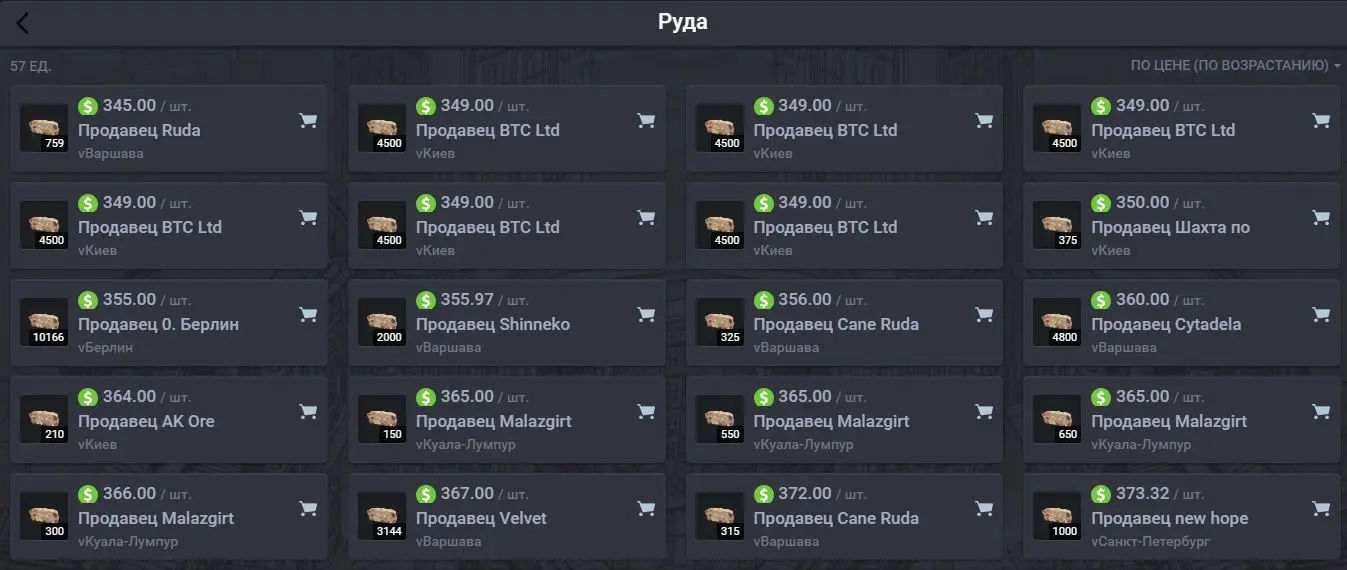 Руда
57 ЕД.
ПО ЦЕНЕ (ПО ВОЗРАСТАНИЮ)
345.00 / шт.
Продавец Ruda
759
vВаршава
349.00 / шт.
Продавец BTC Ltd
4500
vКиев
349.00 / шт.
Продавец BTC Ltd
4500
vКиев
349.00 / шт.
Продавец BTC Ltd
4500
vКиев
349.00 / шт.
Продавец BTC Ltd
4500
vКиев
349.00 / шт.
Продавец BTC Ltd
4500
vКиев
349.00 / шт.
Продавец BTC Ltd
4500
vКиев
350.00 / шт.
Продавец Шахта по
375
vКиев
355.00 / шт.
Продавец 0. Берлин
10166
vБерлин
355.97 / шт.
Продавец Shinneko
2000
vВаршава
356.00 / шт.
Продавец Cane Ruda
325
vВаршава
360.00 / шт.
Продавец Cytadela
4800
vВаршава
364.00 / шт.
Продавец AK Ore
210
vКиев
365.00 / шт.
Продавец Malazgirt
150
vКуала-Лумпур
365.00 / шт.
Продавец Malazgirt
550
vКуала-Лумпур
365.00 / шт.
Продавец Malazgirt
650
vКуала-Лумпур
366.00 / шт.
Продавец Malazgirt
300
vКуала-Лумпур
367.00 / шт.
Продавец Velvet
3144
vВаршава
372.00 / шт.
Продавец Cane Ruda
315
vВаршава
373.32 / шт.
Продавец new hope
1000
vСанкт-Петербург